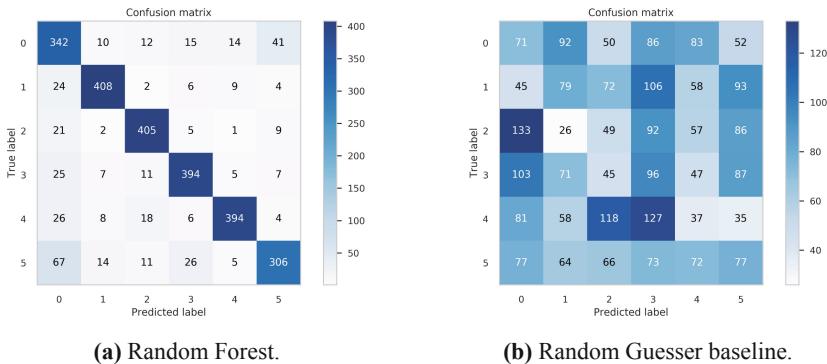 Confusion matrix
0 342 10 12 15 14 41
1 24 408 2 6 9 4
2 21 2 405 5 1 9
3 25 7 11 394 5 7
4 26 8 18 6 394 4
5 67 14 11 26 5 306
0 1 2 3 4 5
Predicted label
True label
400
350
300
250
200
150
100
50
(a) Random Forest.
Confusion matrix
0 71 92 50 86 83 52
1 45 79 72 106 58 93
2 133 26 49 92 57 86
3 103 71 45 96 47 87
4 81 58 118 127 37 35
5 77 64 66 73 72 77
0 1 2 3 4 5
Predicted label
True label
120
100
80
60
40
(b) Random Guesser baseline.